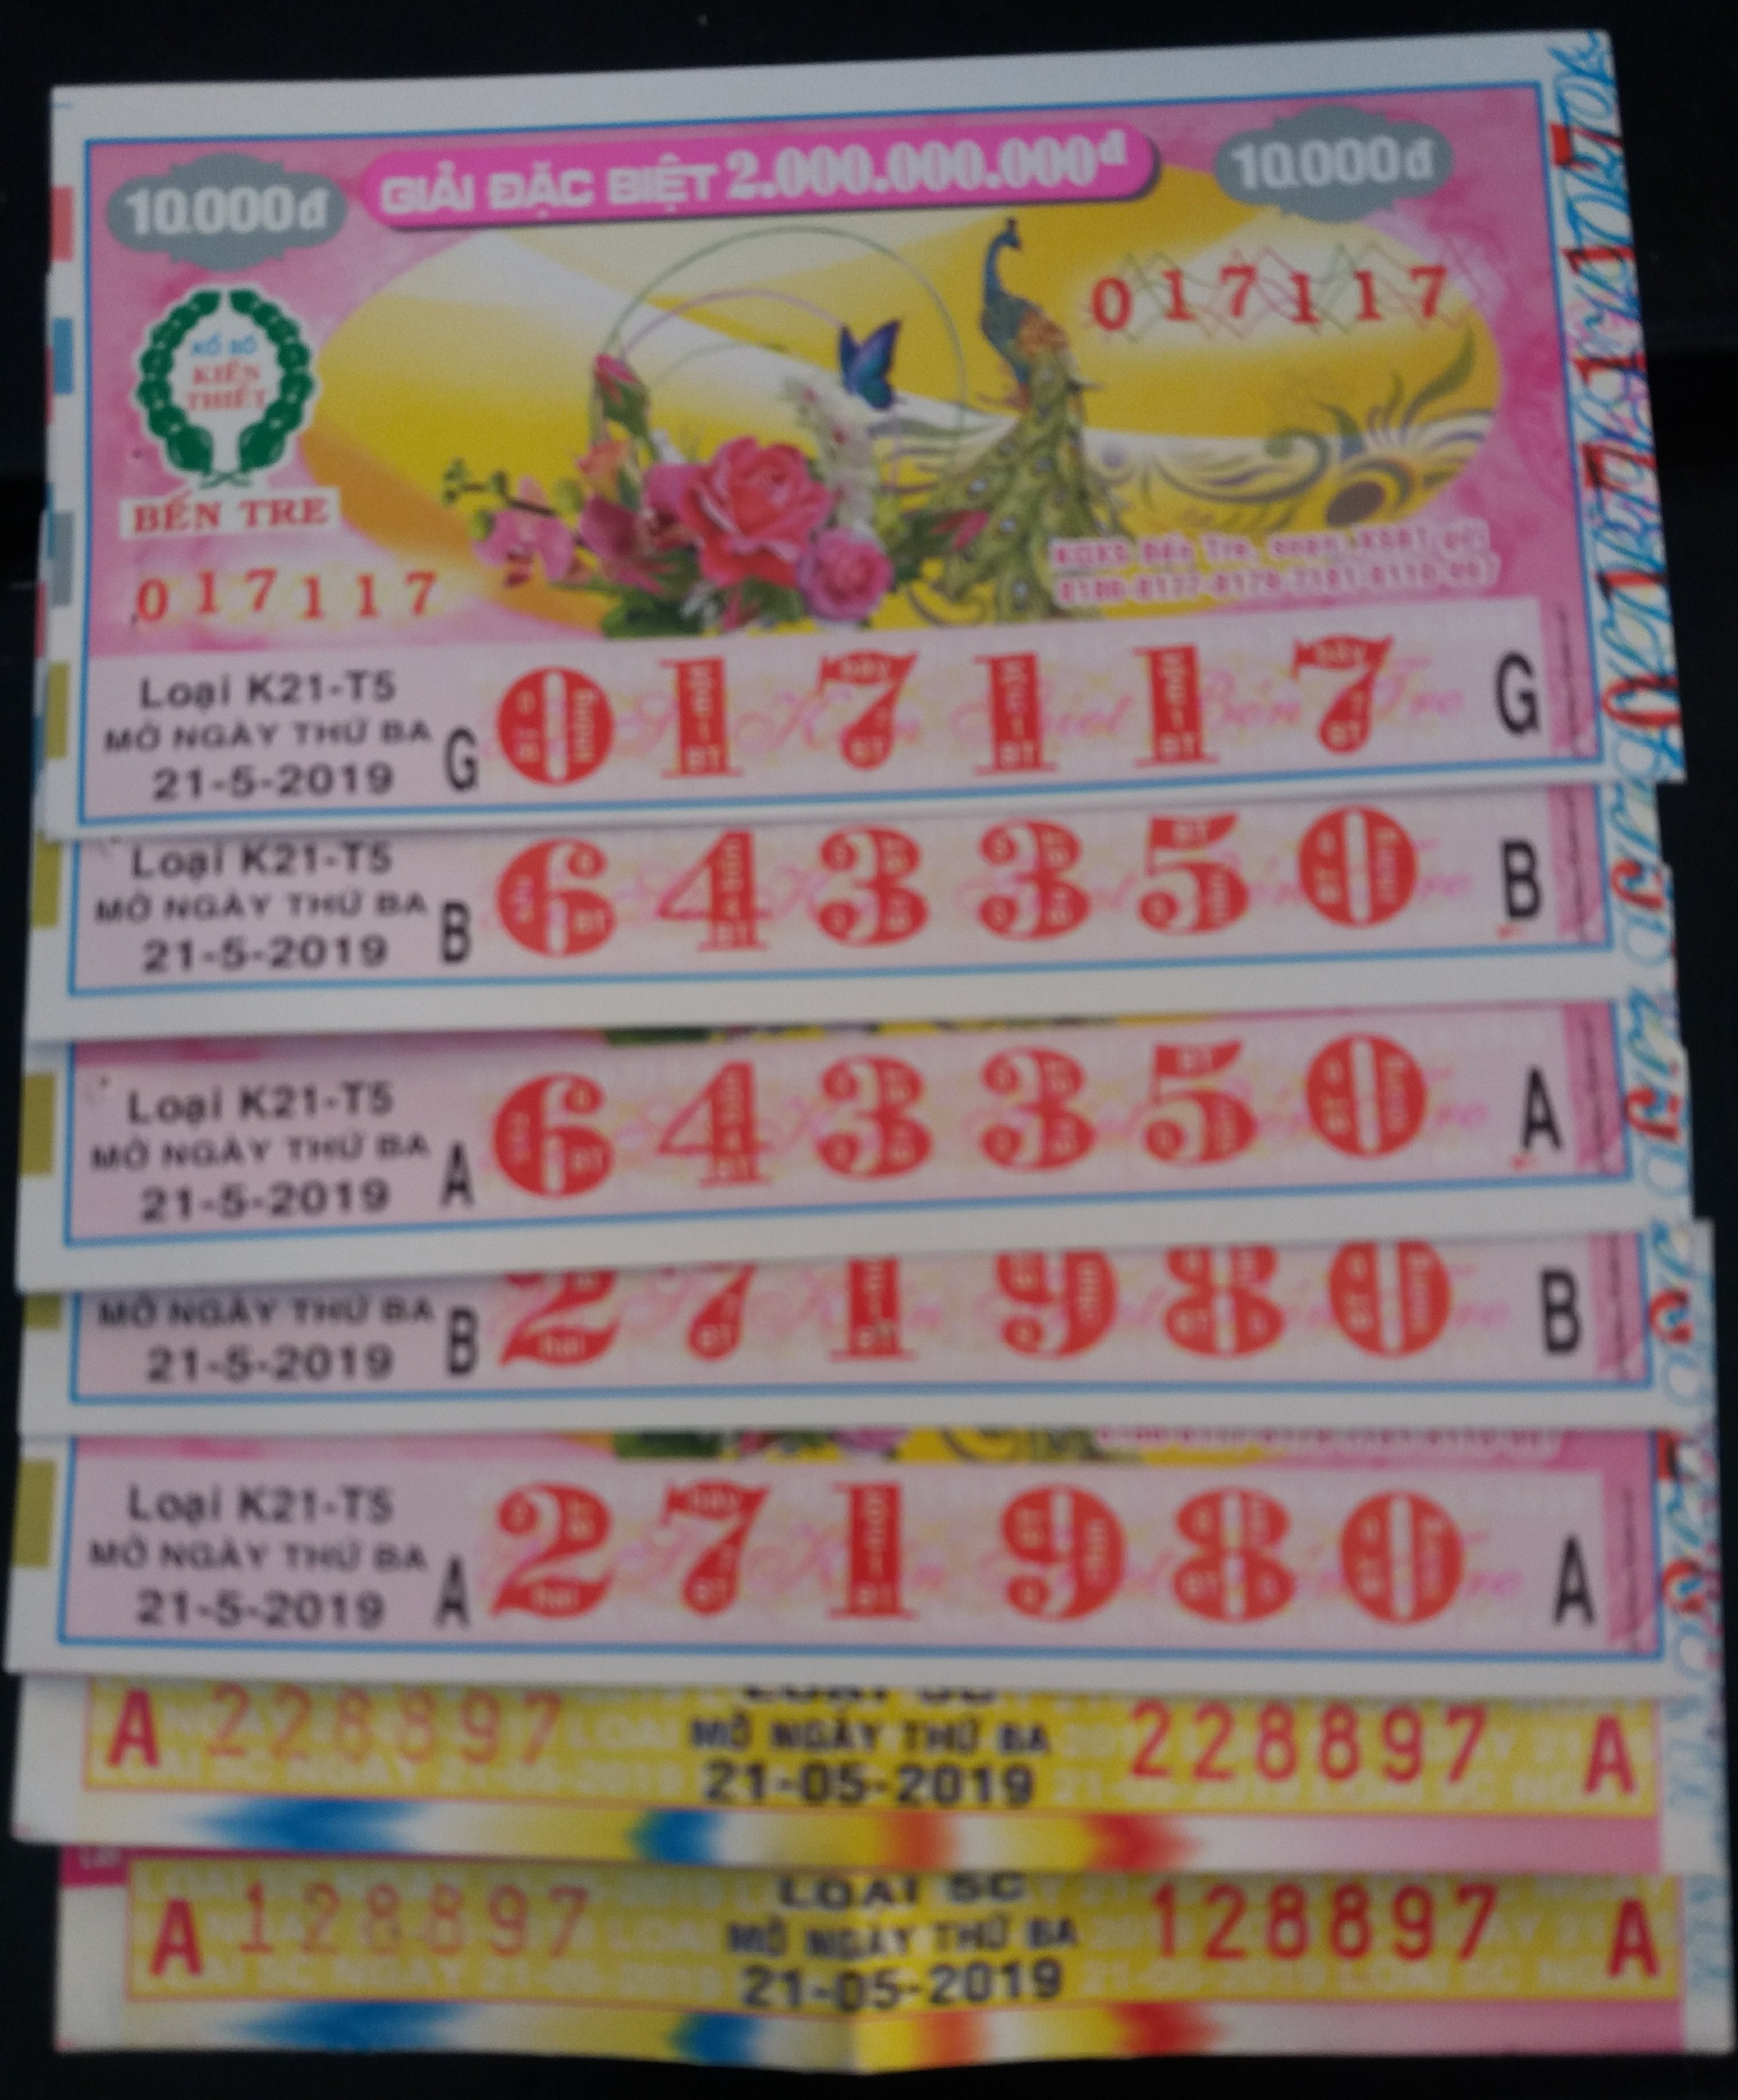 10.000đ GIẢI ĐẶC BIỆT 2.000.000.000đ 10.000đ
017117
XỔ SỐ
KIẾN
THIẾT
BẾN TRE
017117
Loại K21-T5
MỞ NGÀY THỨ BA
21-5-2019
G 017117 G
Loại K21-T5
MỞ NGÀY THỨ BA
21-5-2019
B 643350 B
Loại K21-T5
MỞ NGÀY THỨ BA
21-5-2019
A 643350 A
MỞ NGÀY THỨ BA
21-5-2019
B 271980 B
Loại K21-T5
MỞ NGÀY THỨ BA
21-5-2019
A 271980 A
A 228897
MỞ NGÀY THỨ BA
21-05-2019
228897 A
A 128897
LOẠI 5C
MỞ NGÀY THỨ BA
21-05-2019
128897 A